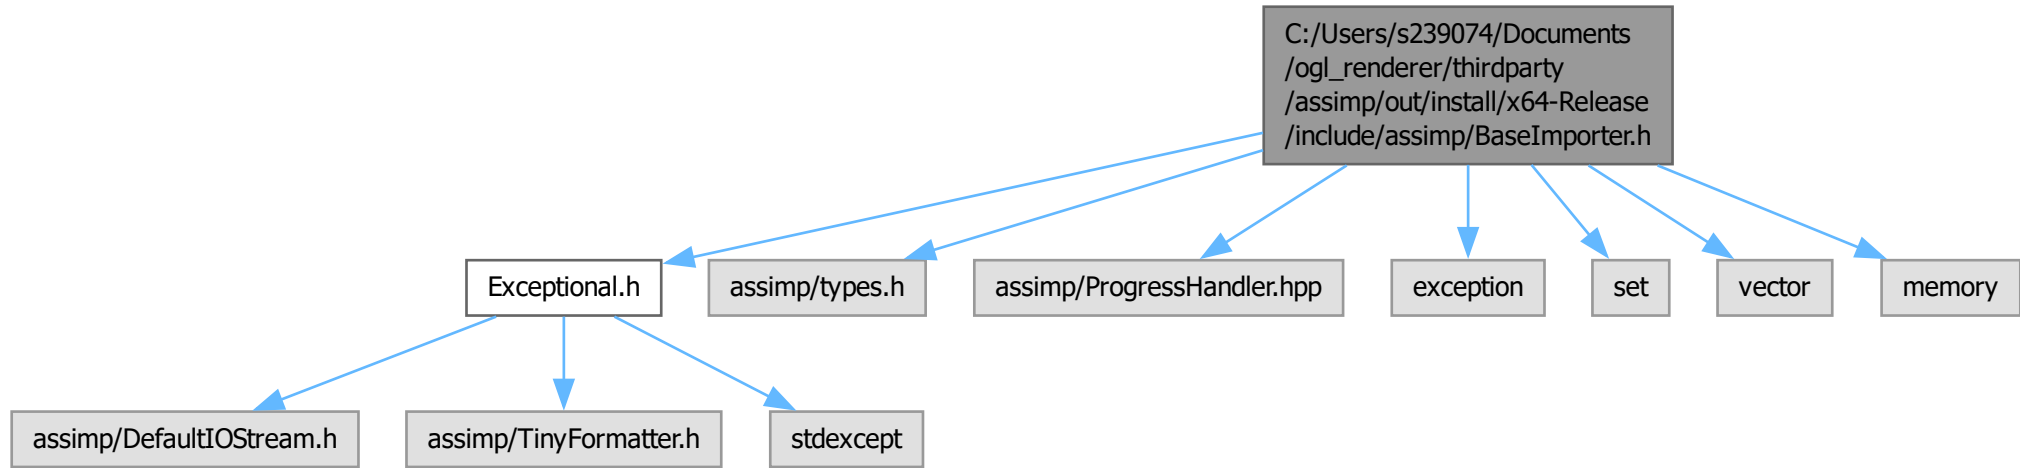 C:/Users/s239074/Documents
/ogl_renderer/thirdparty
/assimp/out/install/x64-Release
/include/assimp/BaseImporter.h
Exceptional.h
assimp/types.h
assimp/ProgressHandler.hpp
exception
set
vector
memory
assimp/DefaultIOStream.h
assimp/TinyFormatter.h
stdexcept